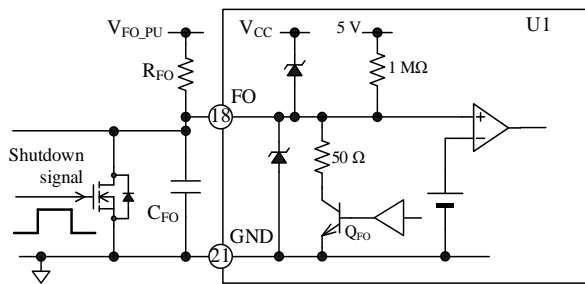 V_FO_PU
V_CC
5 V
U1
R_FO
1 MΩ
FO
18
+
−
Shutdown
signal
50 Ω
C_FO
Q_FO
GND
21